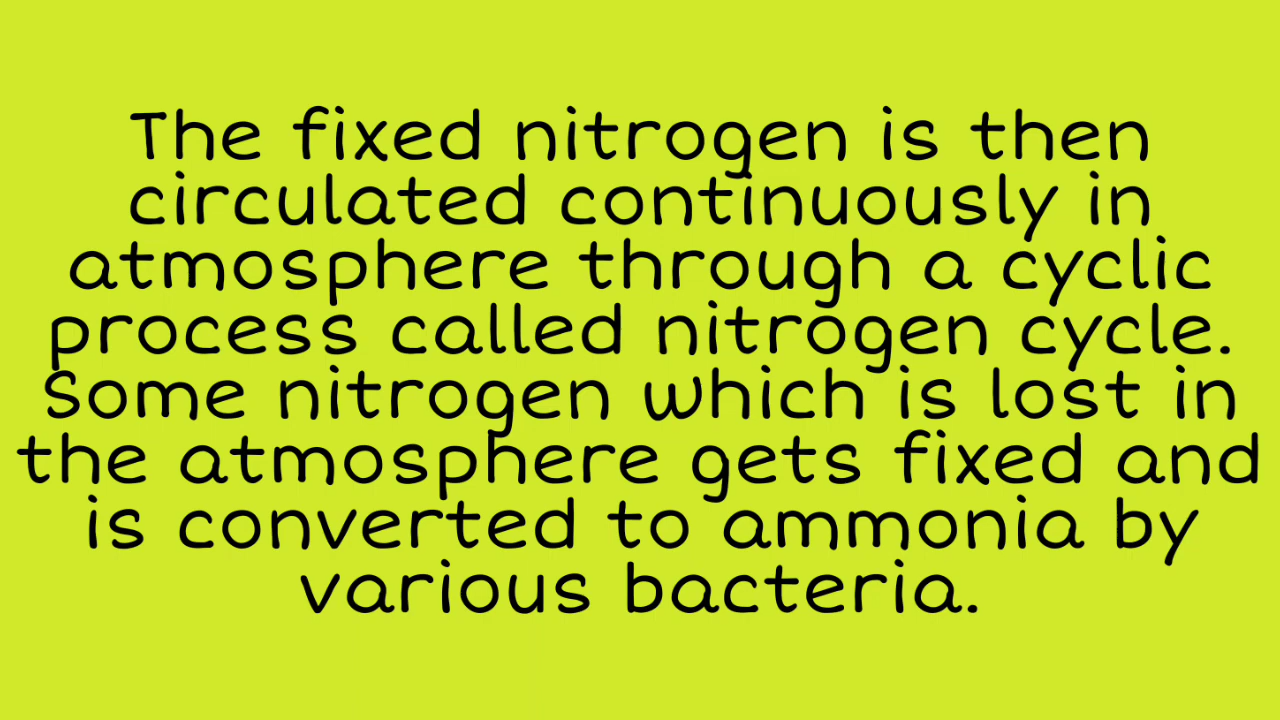 The fixed nitrogen is then
circulated continuously in
atmosphere through a cyclic
process called nitrogen cycle.
Some nitrogen which is lost in
the atmosphere gets fixed and
is converted to ammonia by
various bacteria.